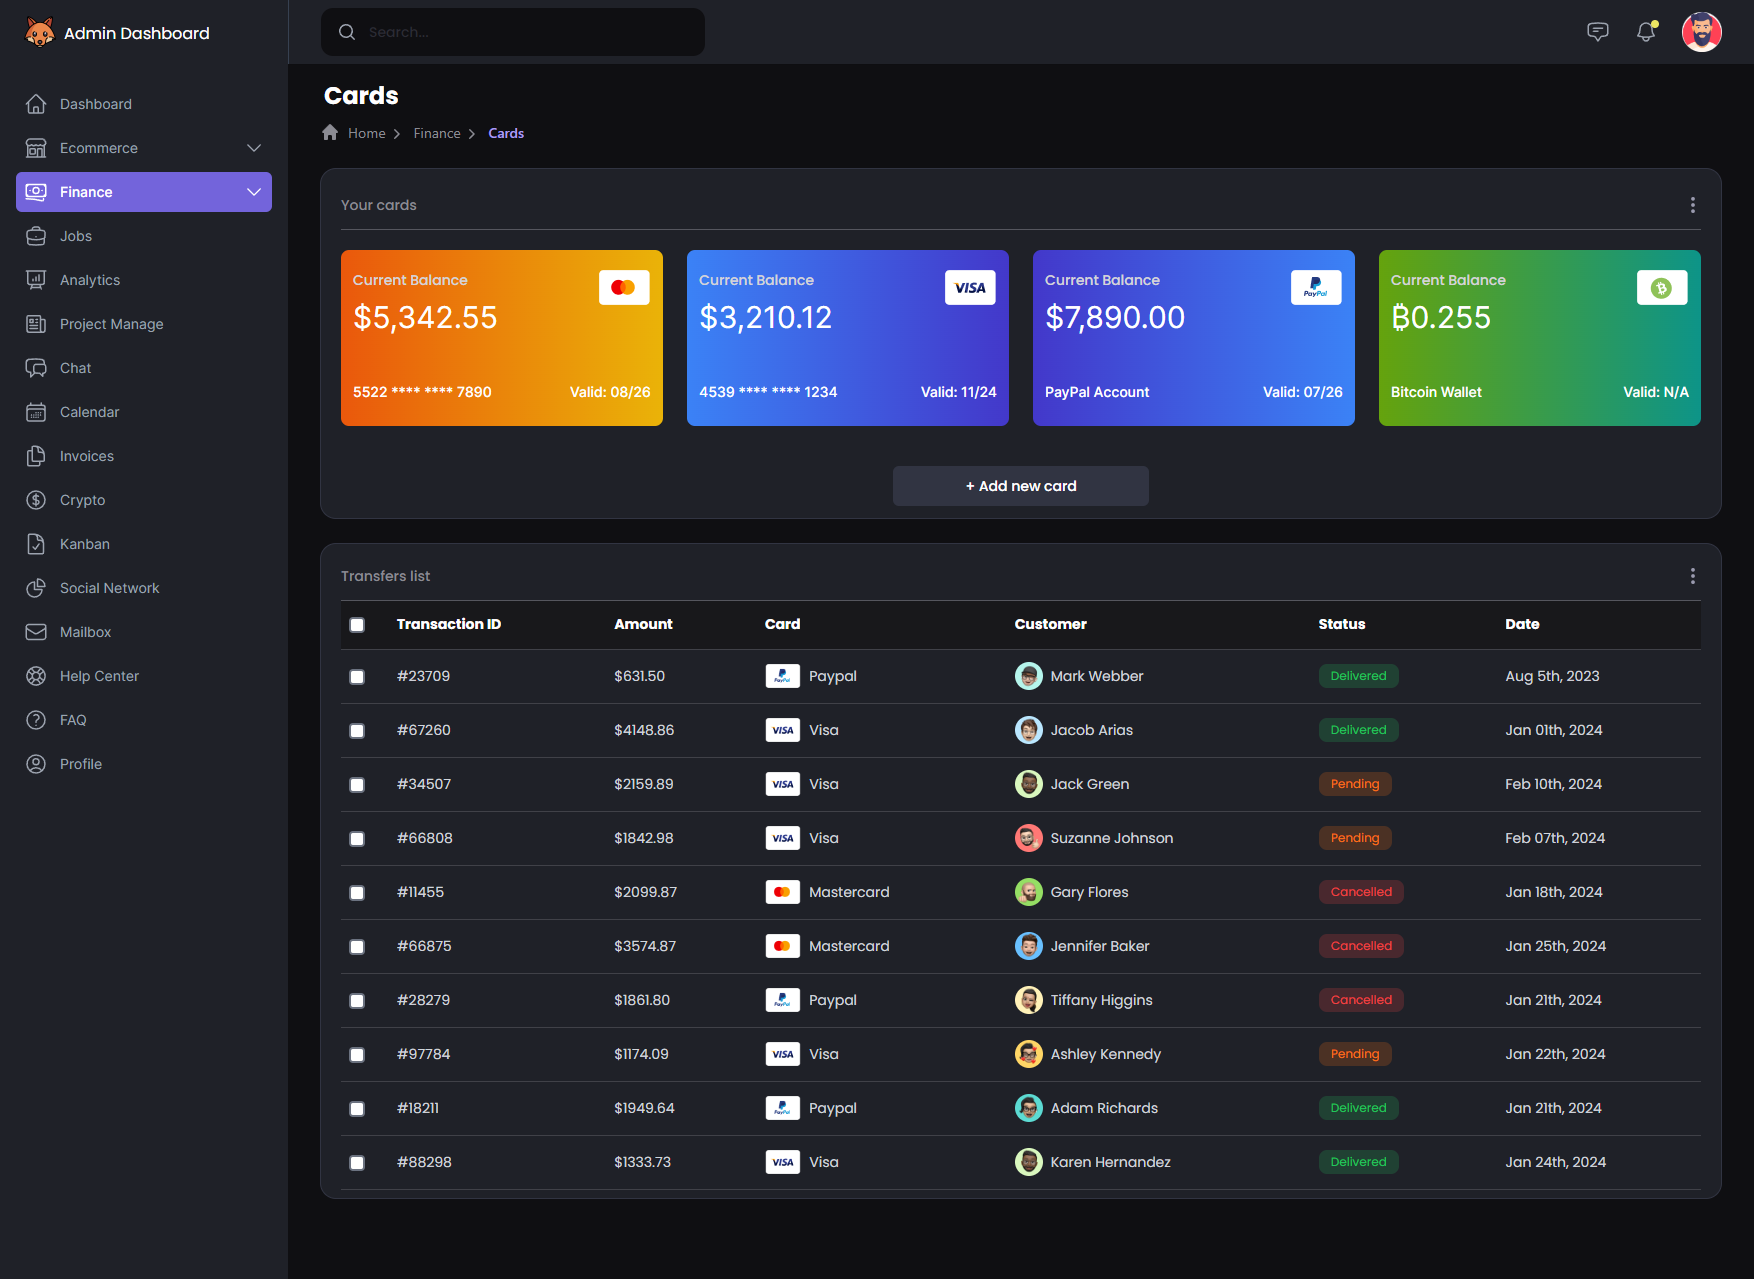 Admin Dashboard
Search...
Dashboard
Ecommerce
Finance
Jobs
Analytics
Project Manage
Chat
Calendar
Invoices
Crypto
Kanban
Social Network
Mailbox
Help Center
FAQ
Profile
Cards
Home Finance Cards
Your cards
Current Balance
$5,342.55
5522 **** **** 7890 Valid: 08/26
Current Balance VISA
$3,210.12
4539 **** **** 1234 Valid: 11/24
Current Balance PayPal
$7,890.00
PayPal Account Valid: 07/26
Current Balance
₿0.255
Bitcoin Wallet Valid: N/A
+ Add new card
Transfers list
Transaction ID Amount Card Customer Status Date
#23709 $631.50 PayPal Paypal Mark Webber Delivered Aug 5th, 2023
#67260 $4148.86 VISA Visa Jacob Arias Delivered Jan 01th, 2024
#34507 $2159.89 VISA Visa Jack Green Pending Feb 10th, 2024
#66808 $1842.98 VISA Visa Suzanne Johnson Pending Feb 07th, 2024
#11455 $2099.87 Mastercard Gary Flores Cancelled Jan 18th, 2024
#66875 $3574.87 Mastercard Jennifer Baker Cancelled Jan 25th, 2024
#28279 $1861.80 PayPal Paypal Tiffany Higgins Cancelled Jan 21th, 2024
#97784 $1174.09 VISA Visa Ashley Kennedy Pending Jan 22th, 2024
#18211 $1949.64 PayPal Paypal Adam Richards Delivered Jan 21th, 2024
#88298 $1333.73 VISA Visa Karen Hernandez Delivered Jan 24th, 2024